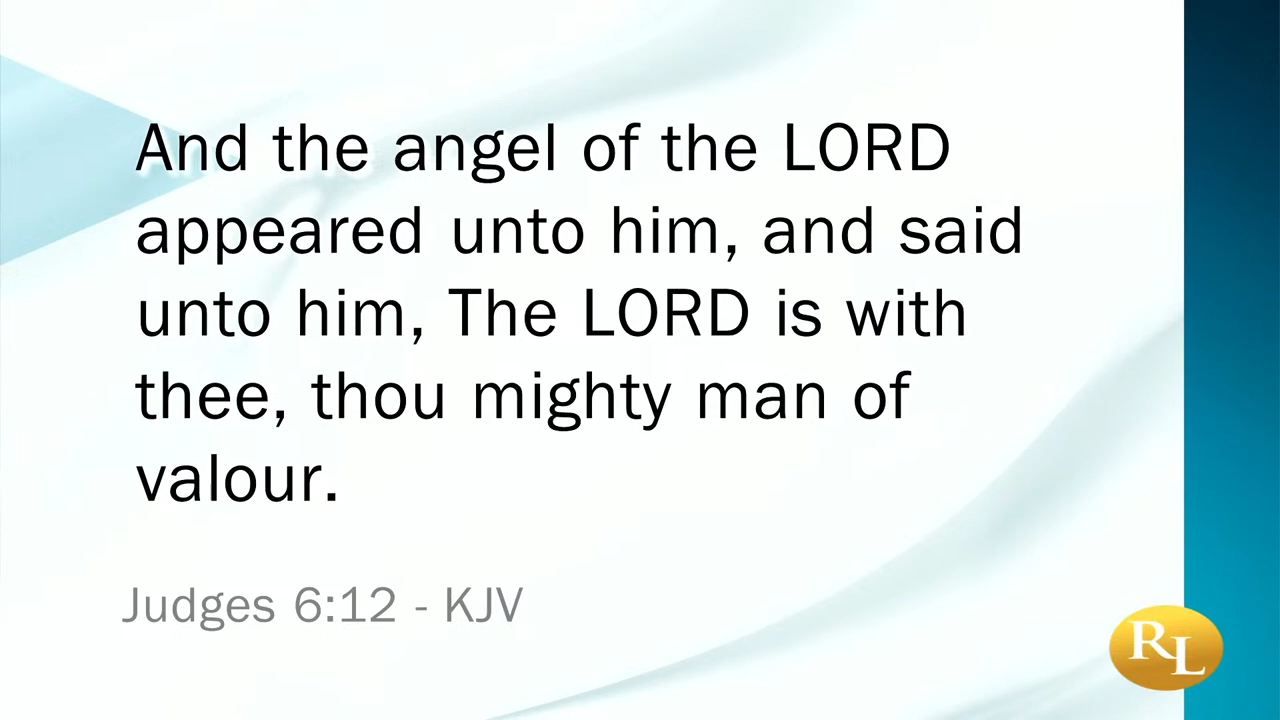 And the angel of the LORD
appeared unto him, and said
unto him, The LORD is with
thee, thou mighty man of
valour.
Judges 6:12 - KJV
RL